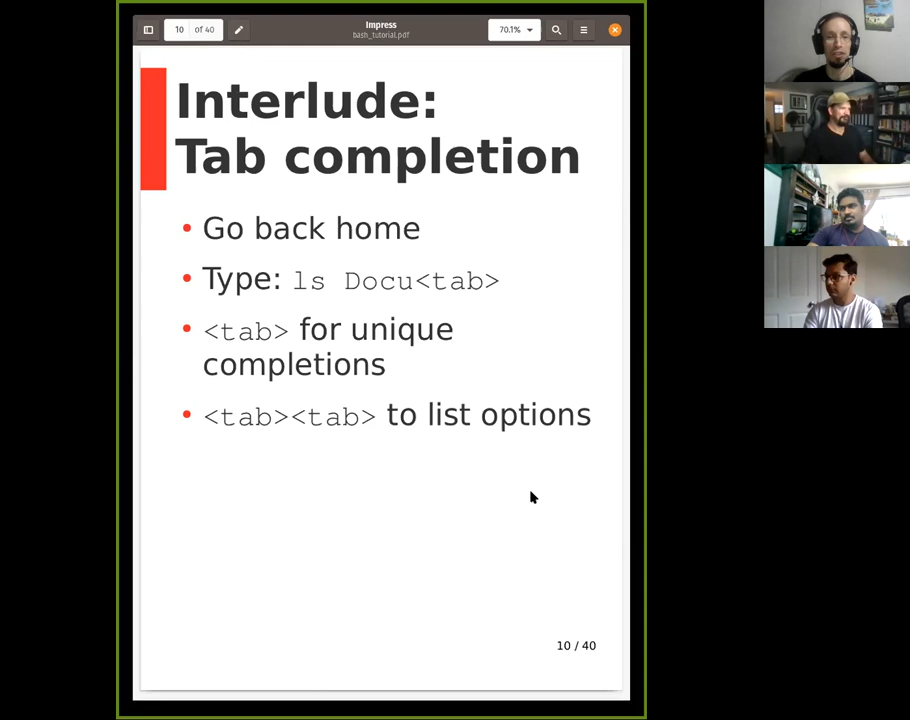 10 of 40
Impress
bash_tutorial.pdf
70.1%
Interlude:
Tab completion
• Go back home
• Type: ls Docu<tab>
• <tab> for unique
completions
• <tab><tab> to list options
10 / 40